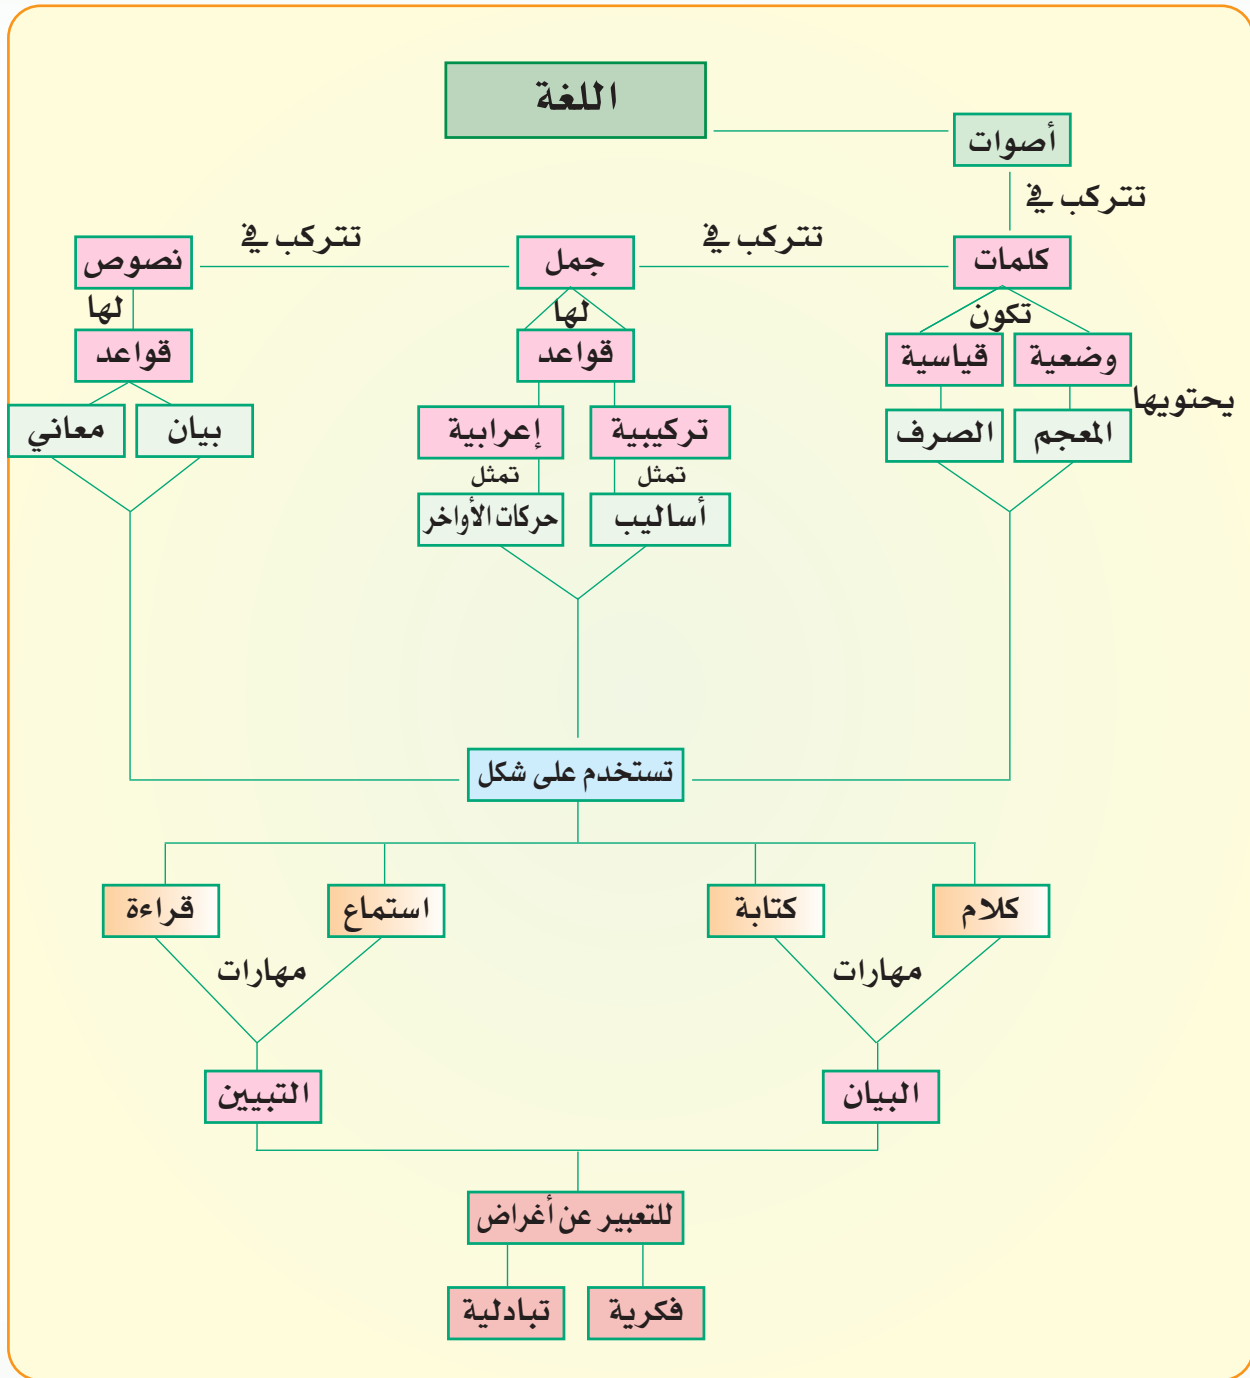 اللغة
أصوات
تتركب في
كلمات
تتركب في
جمل
تتركب في
نصوص
تكون
لها
لها
وضعية
قياسية
قواعد
قواعد
يحتويها
المعجم
الصرف
تركيبية
إعرابية
بيان
معاني
تمثل
تمثل
أساليب
حركات الأواخر
تستخدم على شكل
كلام
كتابة
استماع
قراءة
مهارات
مهارات
البيان
التبيين
للتعبير عن أغراض
فكرية
تبادلية